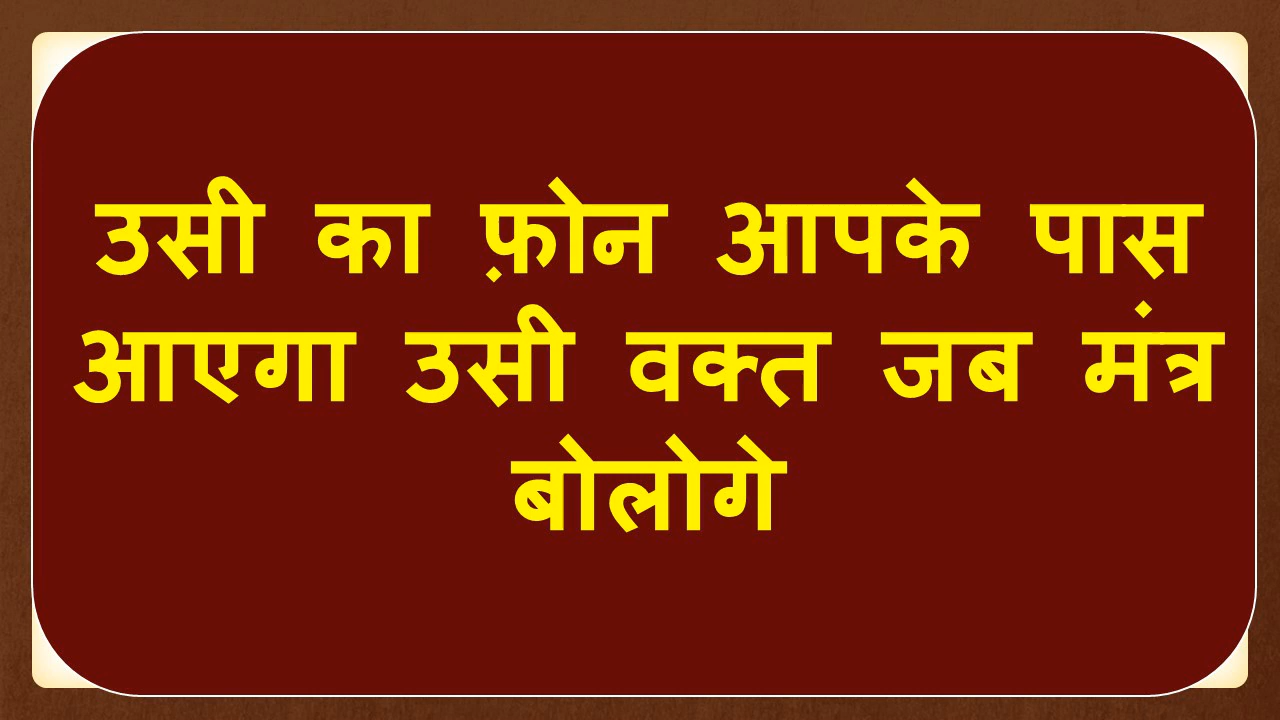 उसी का फ़ोन आपके पास
आएगा उसी वक्त जब मंत्र
बोलोगे